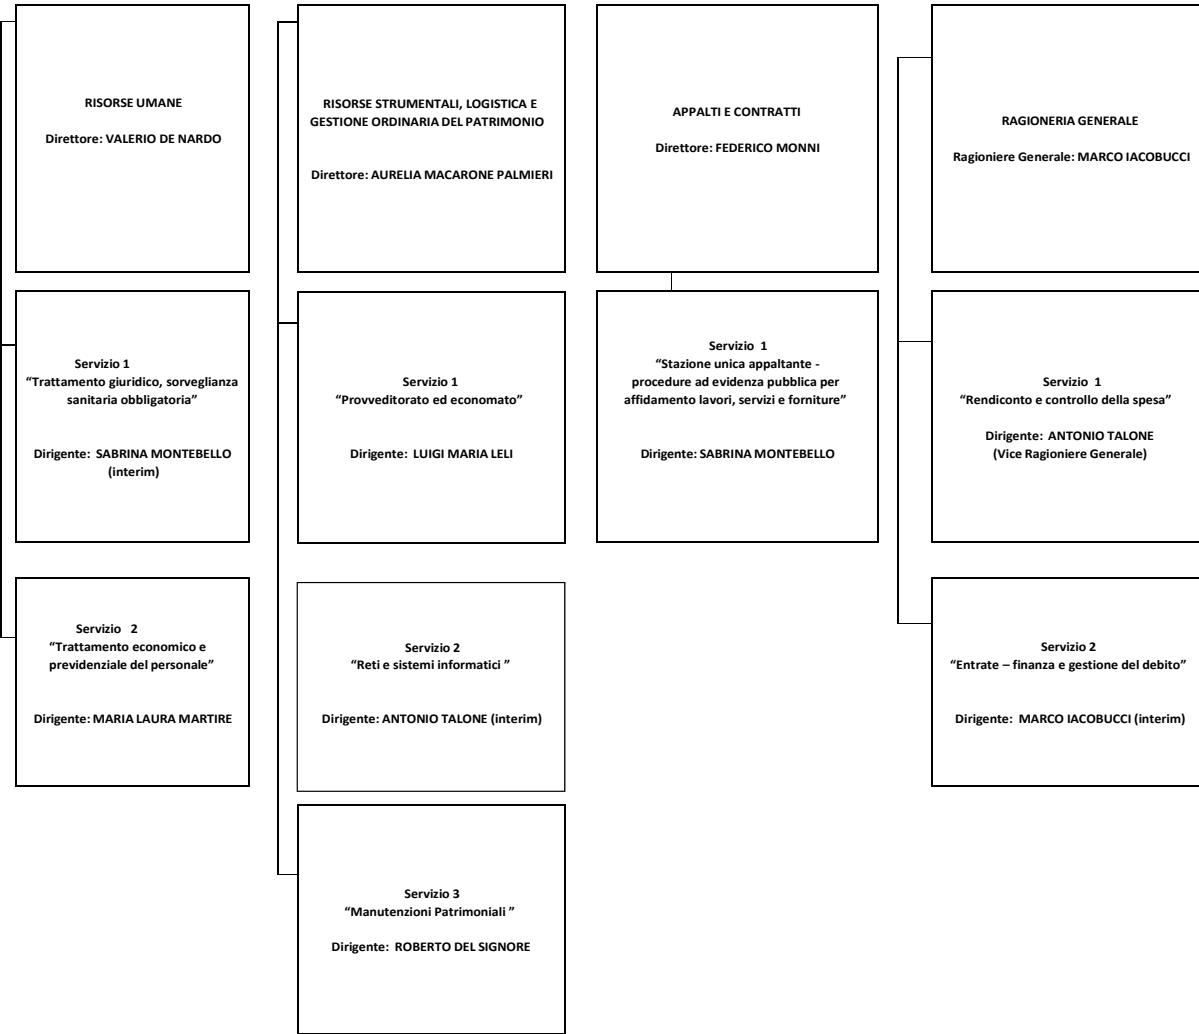 RISORSE UMANE
Direttore: VALERIO DE NARDO
RISORSE STRUMENTALI, LOGISTICA E
GESTIONE ORDINARIA DEL PATRIMONIO
Direttore: AURELIA MACARONE PALMIERI
APPALTI E CONTRATTI
Direttore: FEDERICO MONNI
RAGIONERIA GENERALE
Ragioniere Generale: MARCO IACOBUCCI
Servizio 1
“Trattamento giuridico, sorveglianza
sanitaria obbligatoria”
Dirigente: SABRINA MONTEBELLO
(interim)
Servizio 1
“Provveditorato ed economato”
Dirigente: LUIGI MARIA LELI
Servizio 1
“Stazione unica appaltante -
procedure ad evidenza pubblica per
affidamento lavori, servizi e forniture”
Dirigente: SABRINA MONTEBELLO
Servizio 1
“Rendiconto e controllo della spesa”
Dirigente: ANTONIO TALONE
(Vice Ragioniere Generale)
Servizio 2
“Trattamento economico e
previdenziale del personale”
Dirigente: MARIA LAURA MARTIRE
Servizio 2
“Reti e sistemi informatici ”
Dirigente: ANTONIO TALONE (interim)
Servizio 2
“Entrate – finanza e gestione del debito”
Dirigente: MARCO IACOBUCCI (interim)
Servizio 3
“Manutenzioni Patrimoniali ”
Dirigente: ROBERTO DEL SIGNORE